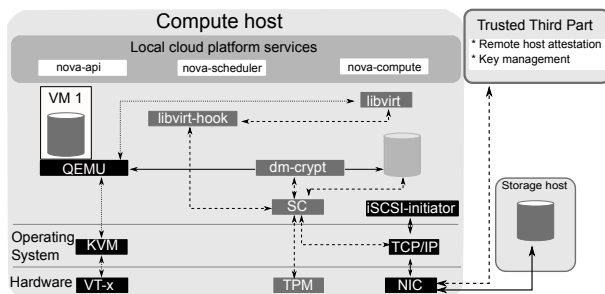 Compute host
Local cloud platform services
nova-api
nova-scheduler
nova-compute
Trusted Third Part
* Remote host attestation
* Key management
VM 1
libvirt
libvirt-hook
QEMU
dm-crypt
SC
iSCSI-initiator
Storage host
Operating
System
KVM
TCP/IP
Hardware
VT-x
TPM
NIC